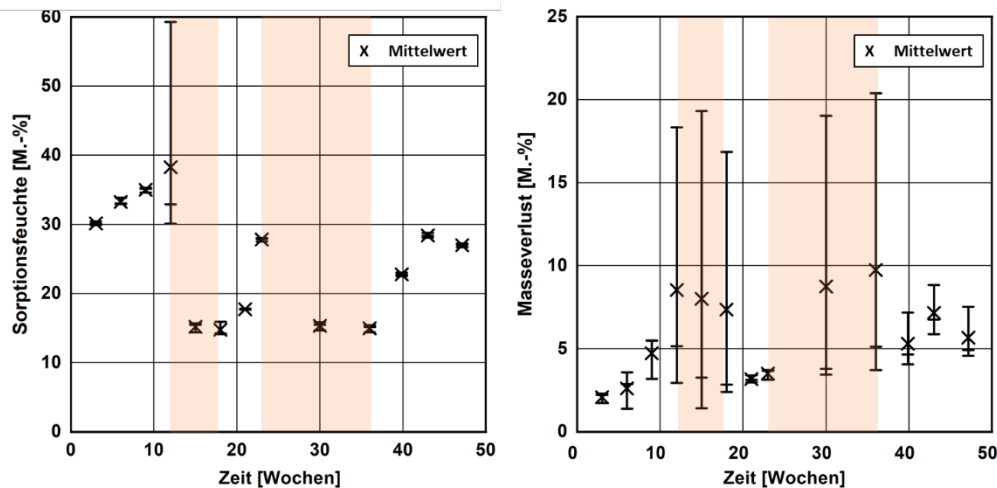 60
50
40
30
20
10
0
0 10 20 30 40 50
Sorptionsfeuchte [M.-%]
Zeit [Wochen]
x Mittelwert
25
20
15
10
5
0
0 10 20 30 40 50
Masseverlust [M.-%]
Zeit [Wochen]
x Mittelwert